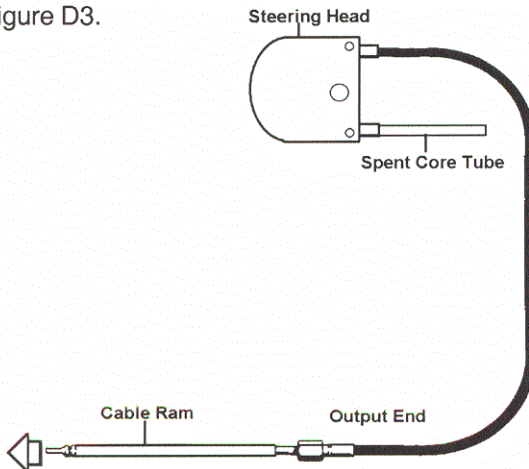 igure D3.
Steering Head
Spent Core Tube
Cable Ram
Output End